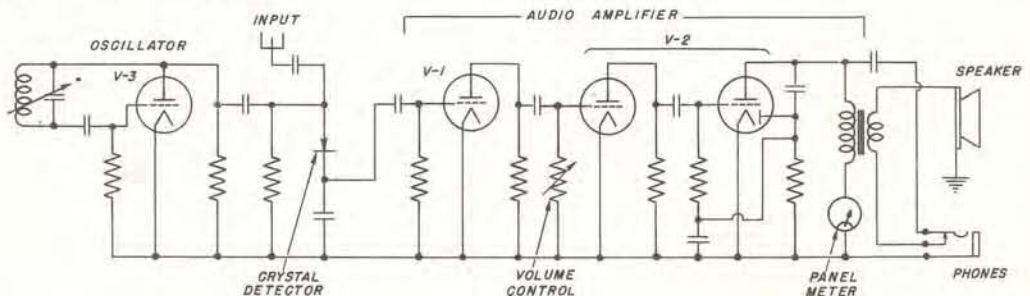 AUDIO AMPLIFIER
INPUT
OSCILLATOR
V-3
V-1
V-2
SPEAKER
CRYSTAL
DETECTOR
VOLUME
CONTROL
PANEL
METER
PHONES